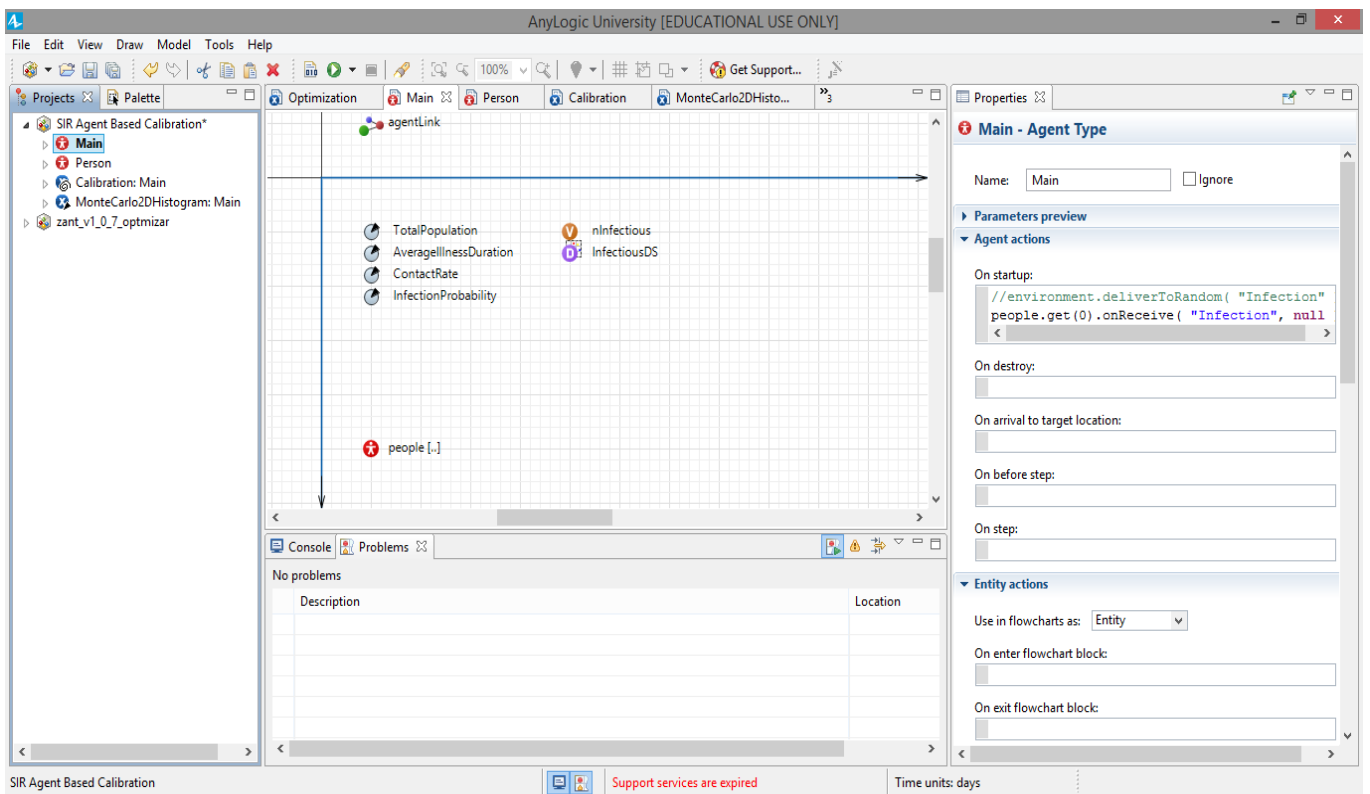 AnyLogic University [EDUCATIONAL USE ONLY]
File Edit View Draw Model Tools Help
100% Get Support...
Projects Palette
SIR Agent Based Calibration*
Main
Person
Calibration: Main
MonteCarlo2DHistogram: Main
zant_v1_0_7_optmizar
Optimization Main Person Calibration MonteCarlo2DHisto... »3
agentLink
TotalPopulation nInfectious
AverageIllnessDuration InfectiousDS
ContactRate
InfectionProbability
people [..]
Console Problems
No problems
Description Location
Properties
Main - Agent Type
Name: Main Ignore
Parameters preview
Agent actions
On startup:
//environment.deliverToRandom( "Infection"
people.get(0).onReceive( "Infection", null
On destroy:
On arrival to target location:
On before step:
On step:
Entity actions
Use in flowcharts as: Entity
On enter flowchart block:
On exit flowchart block:
SIR Agent Based Calibration Support services are expired Time units: days